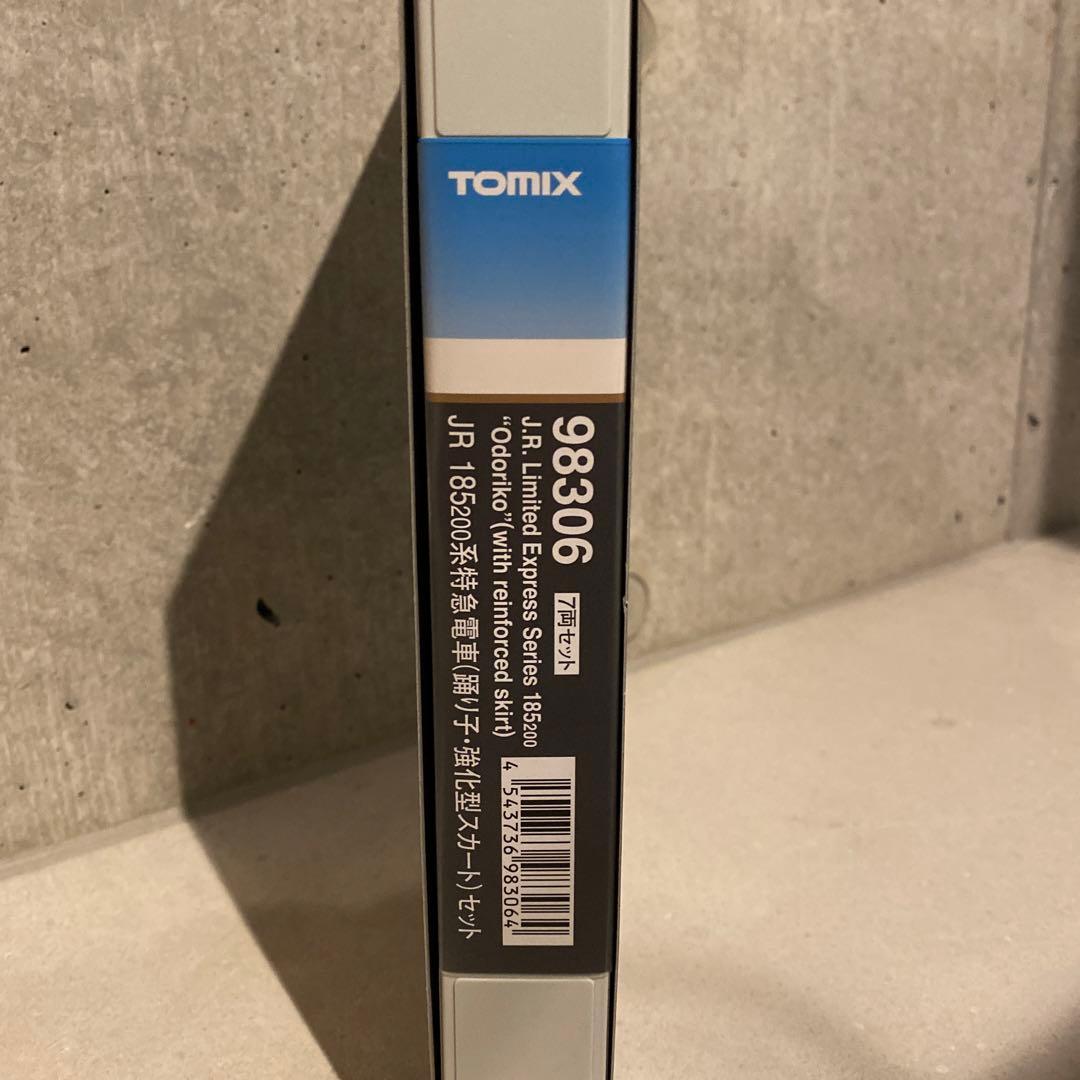 TOMIX
98306 7両セット
J.R. Limited Express Series 185200
“Odoriko”(with reinforced skirt)
JR 185200系特急電車(踊り子・強化型スカート)セット
4 543736 983064